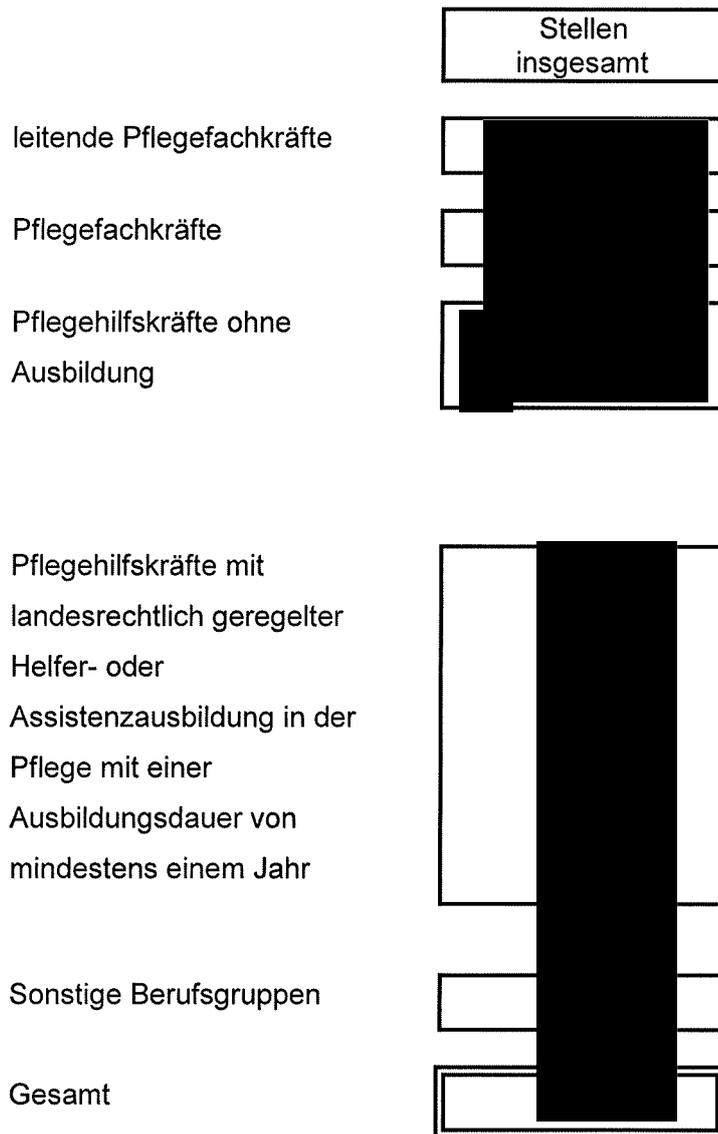 Stellen
insgesamt
leitende Pflegefachkräfte
Pflegefachkräfte
Pflegehilfskräfte ohne
Ausbildung
Pflegehilfskräfte mit
landesrechtlich geregelter
Helfer- oder
Assistenzausbildung in der
Pflege mit einer
Ausbildungsdauer von
mindestens einem Jahr
Sonstige Berufsgruppen
Gesamt